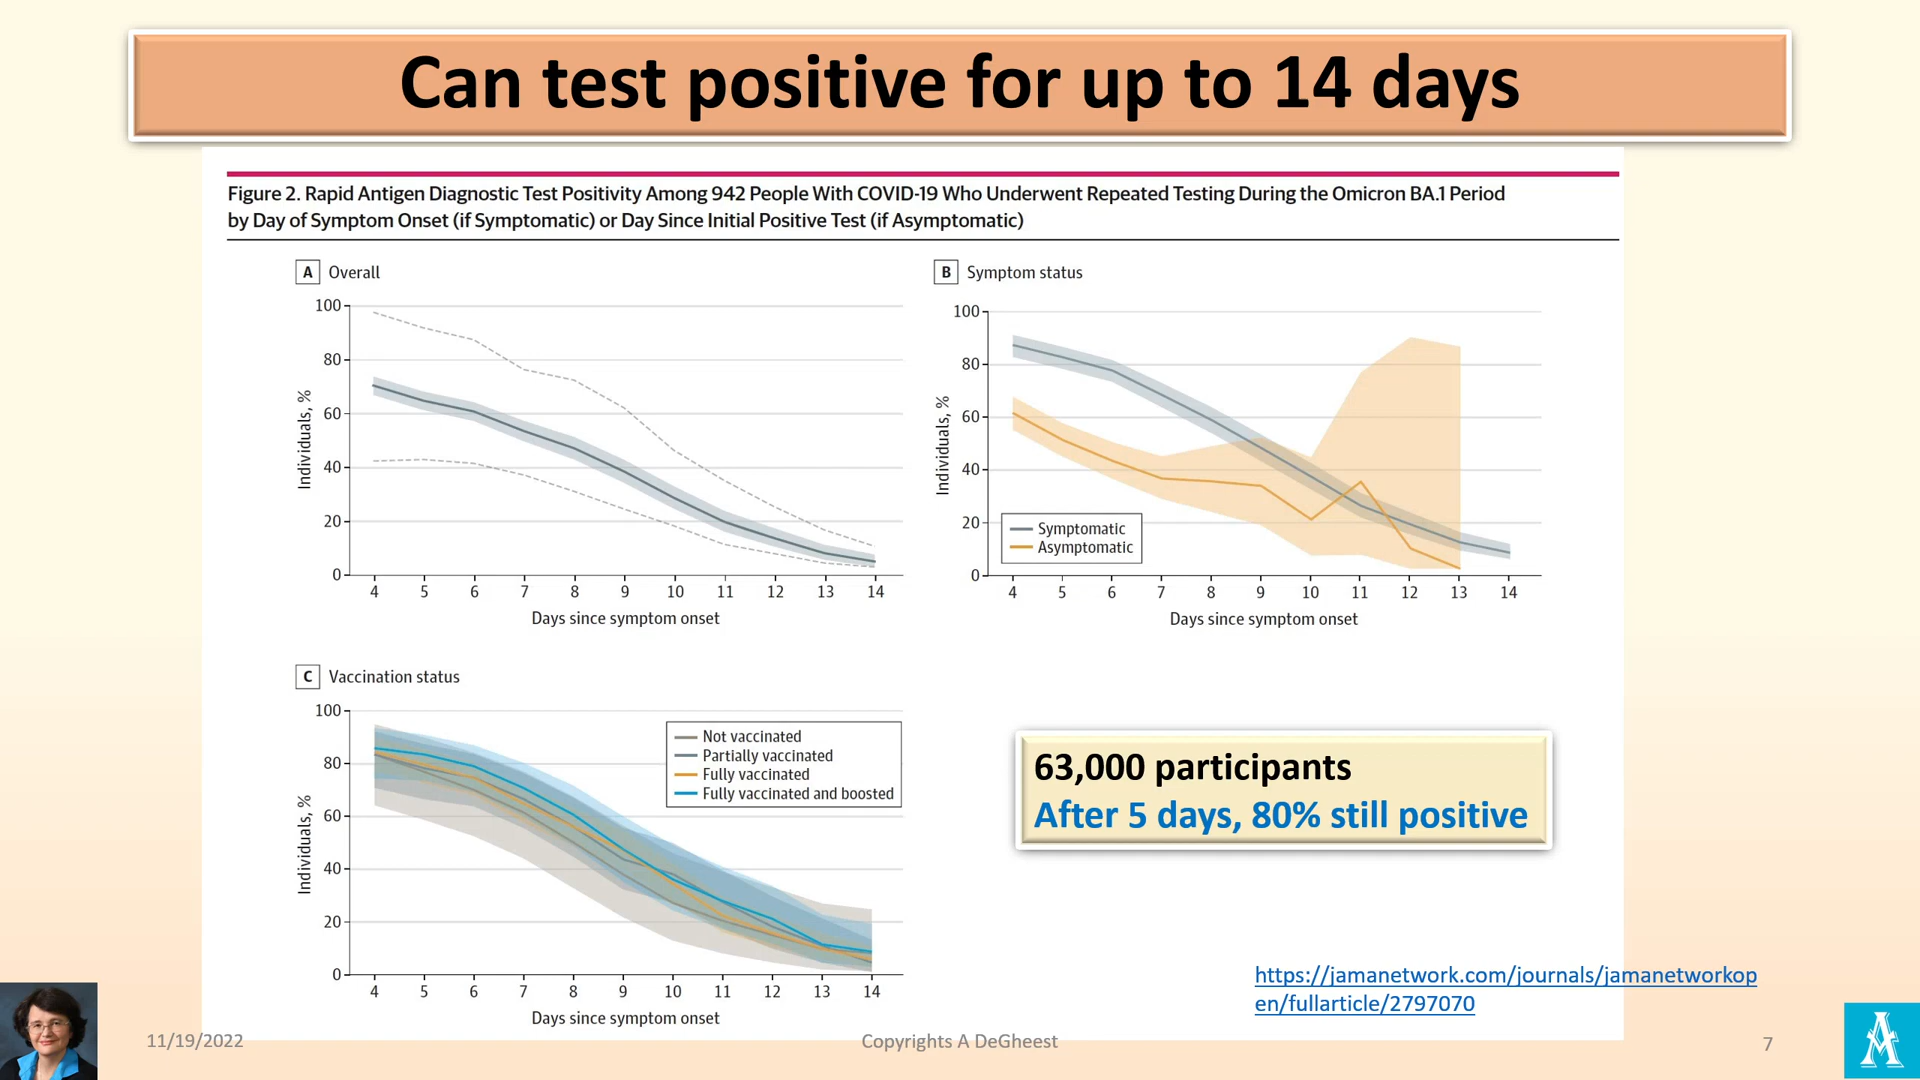 Can test positive for up to 14 days
Figure 2. Rapid Antigen Diagnostic Test Positivity Among 942 People With COVID-19 Who Underwent Repeated Testing During the Omicron BA.1 Period
by Day of Symptom Onset (if Symptomatic) or Day Since Initial Positive Test (if Asymptomatic)
A Overall
100
80
60
40
20
0
Individuals, %
4 5 6 7 8 9 10 11 12 13 14
Days since symptom onset
B Symptom status
100
80
60
40
20
0
Individuals, %
Symptomatic
Asymptomatic
4 5 6 7 8 9 10 11 12 13 14
Days since symptom onset
C Vaccination status
100
80
60
40
20
0
Individuals, %
Not vaccinated
Partially vaccinated
Fully vaccinated
Fully vaccinated and boosted
4 5 6 7 8 9 10 11 12 13 14
Days since symptom onset
63,000 participants
After 5 days, 80% still positive
https://jamanetwork.com/journals/jamanetworkop
en/fullarticle/2797070
11/19/2022
Copyrights A DeGheest
7
A